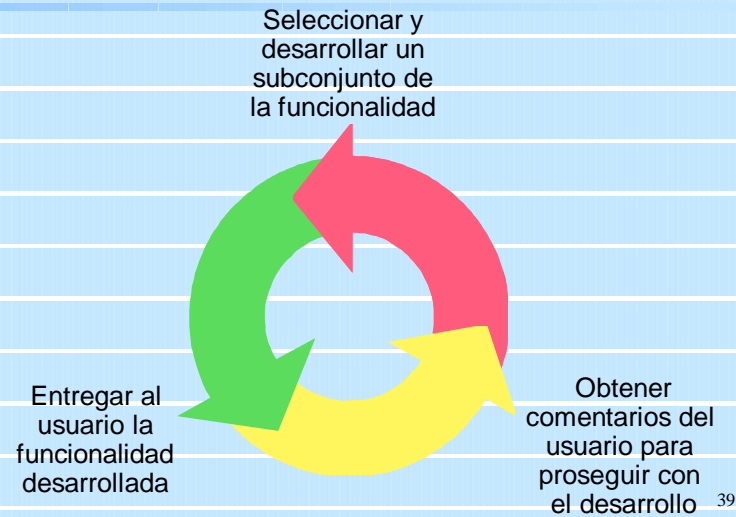 Seleccionar y
desarrollar un
subconjunto de
la funcionalidad
Entregar al
usuario la
funcionalidad
desarrollada
Obtener
comentarios del
usuario para
proseguir con
el desarrollo
39